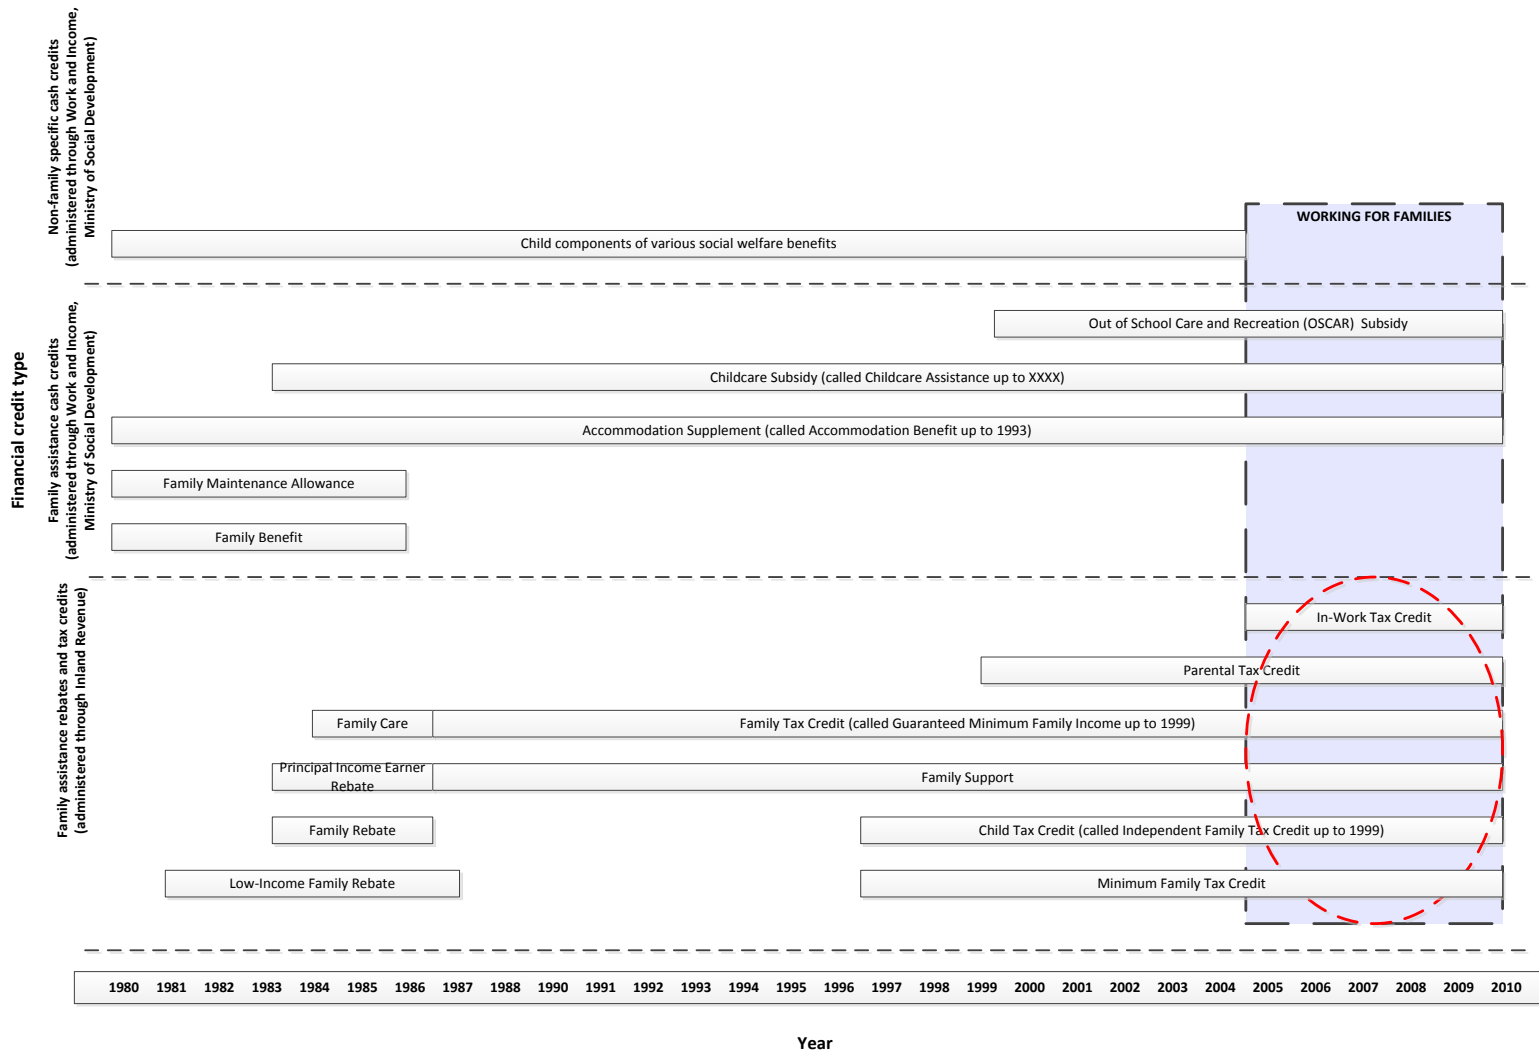 Financial credit type
Non-family specific cash credits
(administered through Work and Income,
Ministry of Social Development)
WORKING FOR FAMILIES
Child components of various social welfare benefits
Family assistance cash credits
(administered through Work and Income,
Ministry of Social Development)
Out of School Care and Recreation (OSCAR)  Subsidy
Childcare Subsidy (called Childcare Assistance up to XXXX)
Accommodation Supplement (called Accommodation Benefit up to 1993)
Family Maintenance Allowance
Family Benefit
Family assistance rebates and tax credits
(administered through Inland Revenue)
In-Work Tax Credit
Parental Tax Credit
Family Care
Family Tax Credit (called Guaranteed Minimum Family Income up to 1999)
Principal Income Earner
Rebate
Family Support
Family Rebate
Child Tax Credit (called Independent Family Tax Credit up to 1999)
Low-Income Family Rebate
Minimum Family Tax Credit
1980 1981 1982 1983 1984 1985 1986 1987 1988 1990 1991 1992 1993 1994 1995 1996 1997 1998 1999 2000 2001 2002 2003 2004 2005 2006 2007 2008 2009 2010
Year